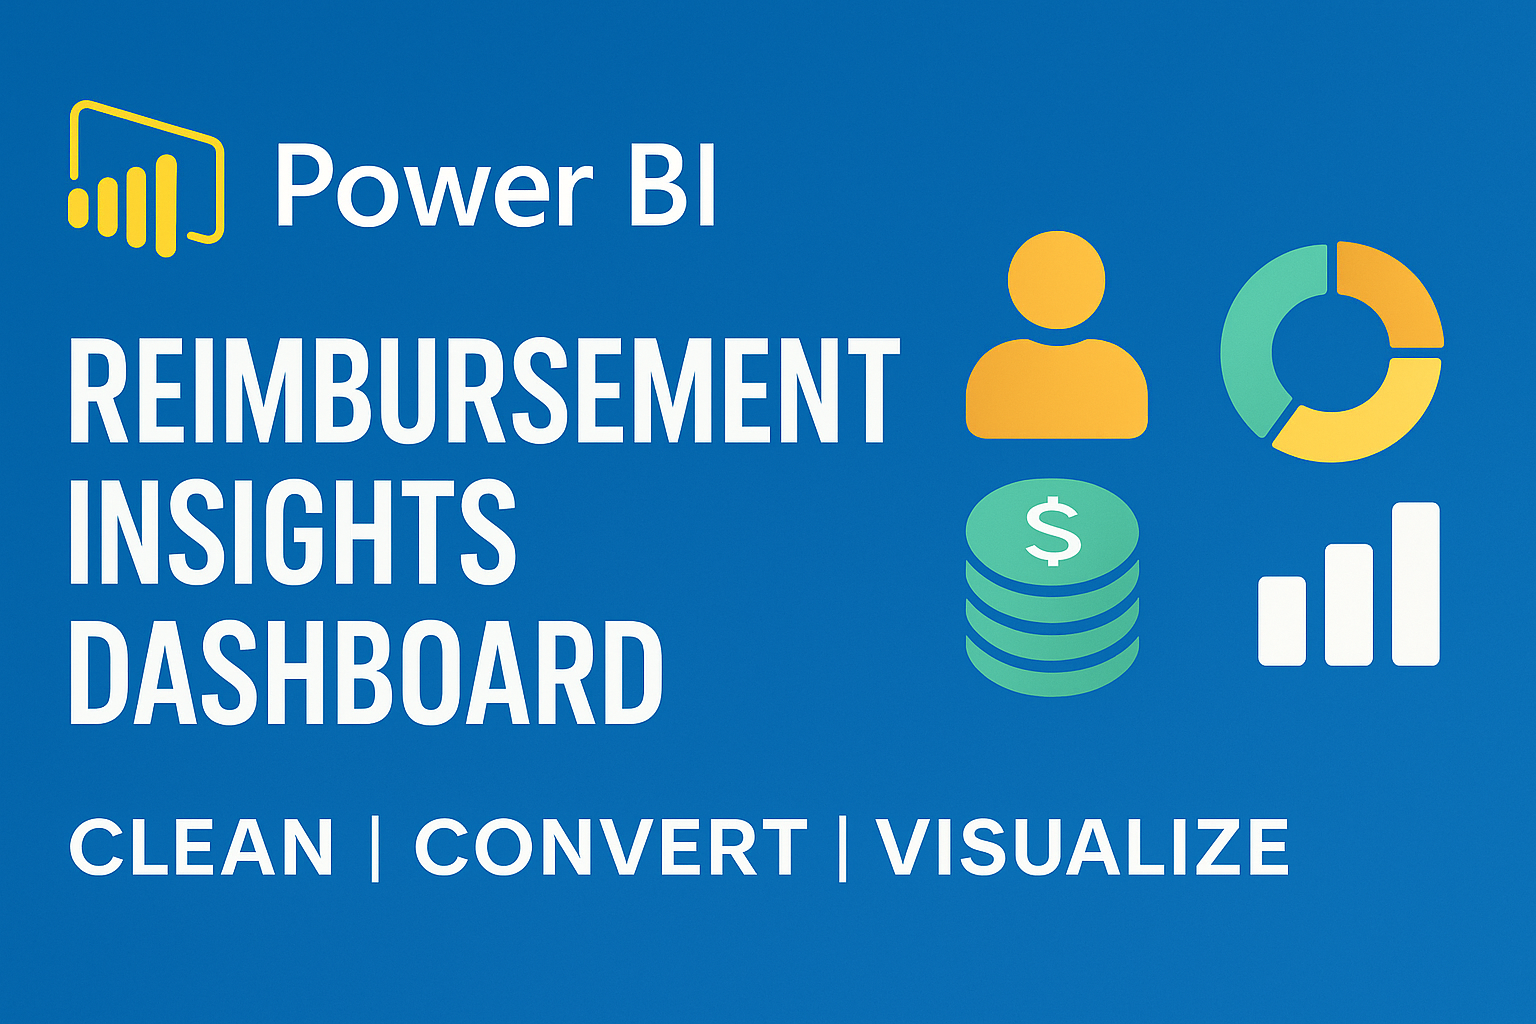 Power BI
REIMBURSEMENT
INSIGHTS
DASHBOARD
$
CLEAN | CONVERT | VISUALIZE